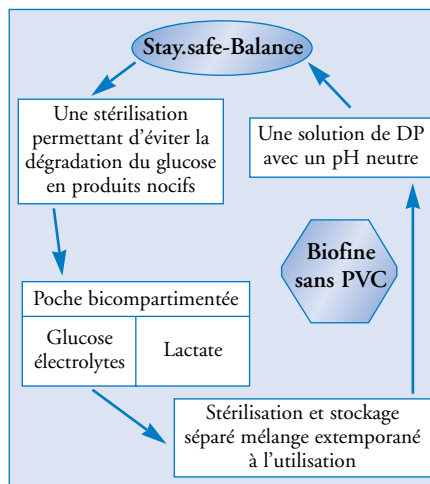 Stay.safe-Balance
Une stérilisation
permettant d'éviter la
dégradation du glucose
en produits nocifs
Une solution de DP
avec un pH neutre
Biofine
sans PVC
Poche bicompartimentée
Glucose
électrolytes
Lactate
Stérilisation et stockage
séparé mélange extemporané
à l'utilisation